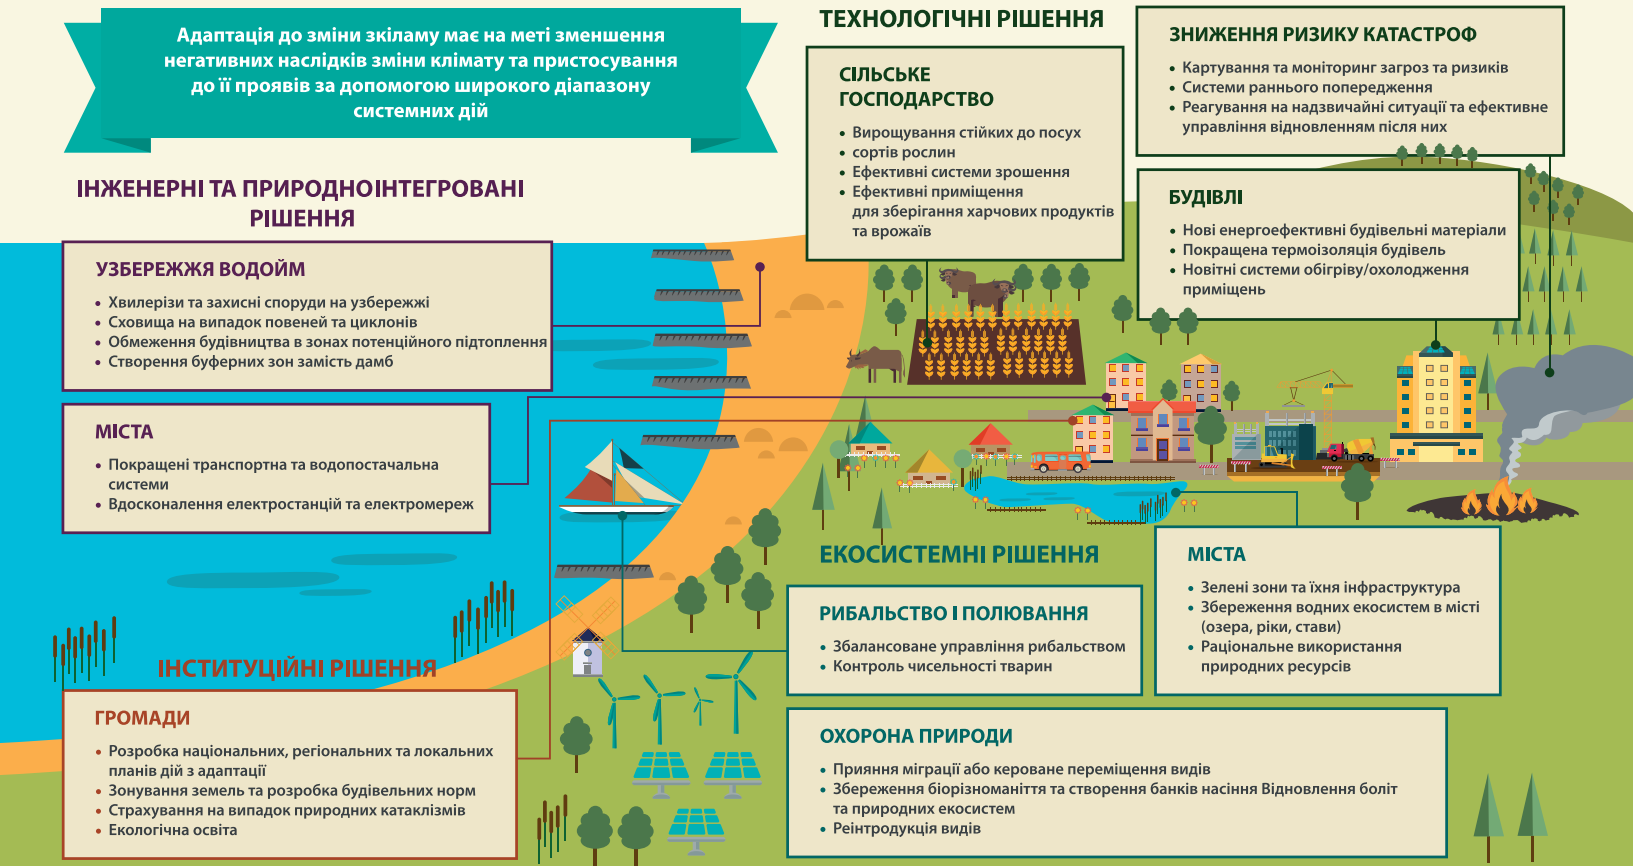 Адаптація до зміни зкіламу має на меті зменшення
негативних наслідків зміни клімату та пристосування
до її проявів за допомогою широкого діапазону
системних дій
ІНЖЕНЕРНІ ТА ПРИРОДНОІНТЕГРОВАНІ
РІШЕННЯ
УЗБЕРЕЖЖЯ ВОДОЙМ
• Хвилерізи та захисні споруди на узбережжі
• Сховища на випадок повеней та циклонів
• Обмеження будівництва в зонах потенційного підтоплення
• Створення буферних зон замість дамб
МІСТА
• Покращені транспортна та водопостачальна
системи
• Вдосконалення електростанцій та електромереж
ІНСТИТУЦІЙНІ РІШЕННЯ
ГРОМАДИ
• Розробка національних, регіональних та локальних
планів дій з адаптації
• Зонування земель та розробка будівельних норм
• Страхування на випадок природних катаклізмів
• Екологічна освіта
ТЕХНОЛОГІЧНІ РІШЕННЯ
СІЛЬСЬКЕ
ГОСПОДАРСТВО
• Вирощування стійких до посух
• сортів рослин
• Ефективні системи зрошення
• Ефективні приміщення
для зберігання харчових продуктів
та врожаїв
ЗНИЖЕННЯ РИЗИКУ КАТАСТРОФ
• Картування та моніторинг загроз та ризиків
• Системи раннього попередження
• Реагування на надзвичайні ситуації та ефективне
управління відновленням після них
БУДІВЛІ
• Нові енергоефективні будівельні матеріали
• Покращена термоізоляція будівель
• Новітні системи обігріву/охолодження
приміщень
ЕКОСИСТЕМНІ РІШЕННЯ
РИБАЛЬСТВО І ПОЛЮВАННЯ
• Збалансоване управління рибальством
• Контроль чисельності тварин
МІСТА
• Зелені зони та їхня інфраструктура
• Збереження водних екосистем в місті
(озера, ріки, стави)
• Раціональне використання
природних ресурсів
ОХОРОНА ПРИРОДИ
• Прияння міграції або кероване переміщення видів
• Збереження біорізноманіття та створення банків насіння Відновлення боліт
та природних екосистем
• Реінтродукція видів